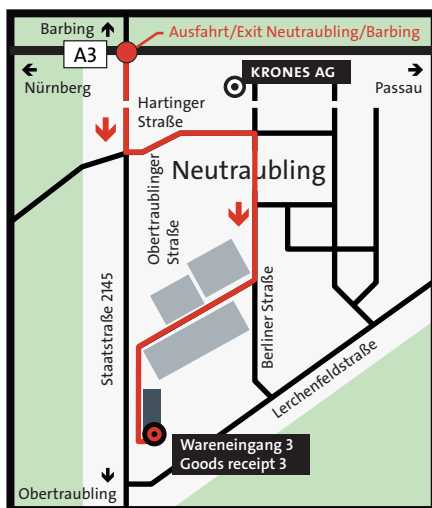 Barbing
Ausfahrt/Exit Neutraubling/Barbing
A3
KRONES AG
Nürnberg
Passau
Hartinger
Straße
Neutraubling
Obertraublinger
Straße
Staatstraße 2145
Berliner Straße
Lerchenfeldstraße
Wareneingang 3
Goods receipt 3
Obertraubling